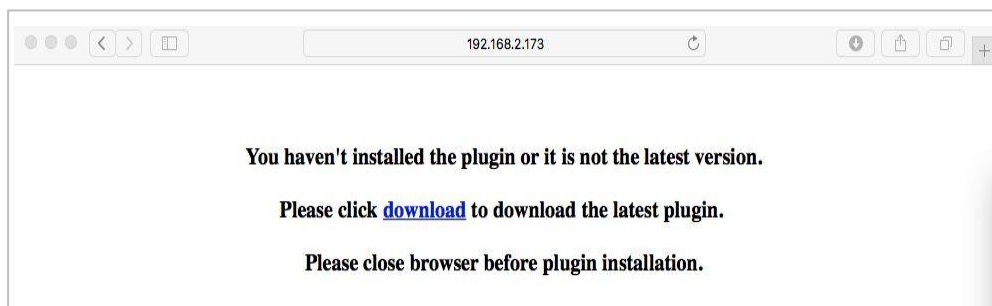 192.168.2.173
You haven't installed the plugin or it is not the latest version.
Please click download to download the latest plugin.
Please close browser before plugin installation.